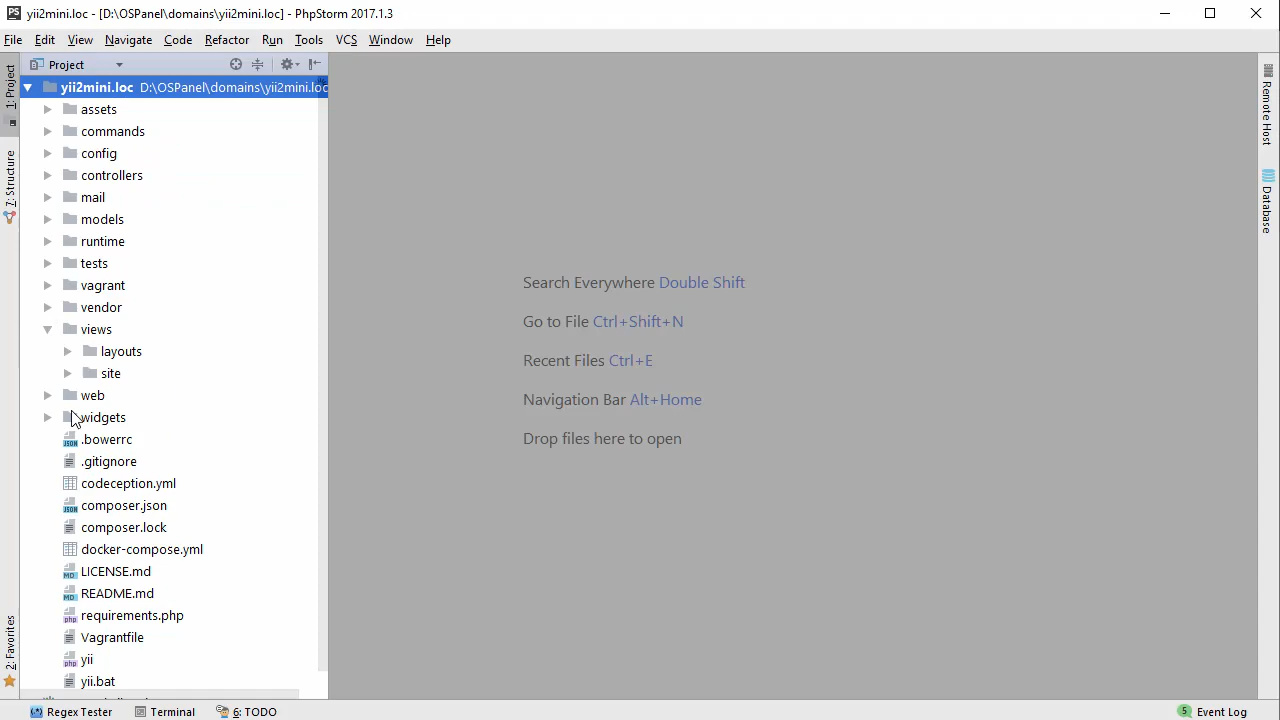 PS yii2mini.loc - [D:\OSPanel\domains\yii2mini.loc] - PhpStorm 2017.1.3
File Edit View Navigate Code Refactor Run Tools VCS Window Help
Project
yii2mini.loc D:\OSPanel\domains\yii2mini.loc
assets
commands
config
controllers
mail
models
runtime
tests
vagrant
vendor
views
layouts
site
web
widgets
.bowerrc
.gitignore
codeception.yml
composer.json
composer.lock
docker-compose.yml
LICENSE.md
README.md
requirements.php
Vagrantfile
yii
yii.bat
1: Project
7: Structure
2: Favorites
Search Everywhere Double Shift
Go to File Ctrl+Shift+N
Recent Files Ctrl+E
Navigation Bar Alt+Home
Drop files here to open
Remote Host
Database
Regex Tester Terminal 6: TODO 5 Event Log